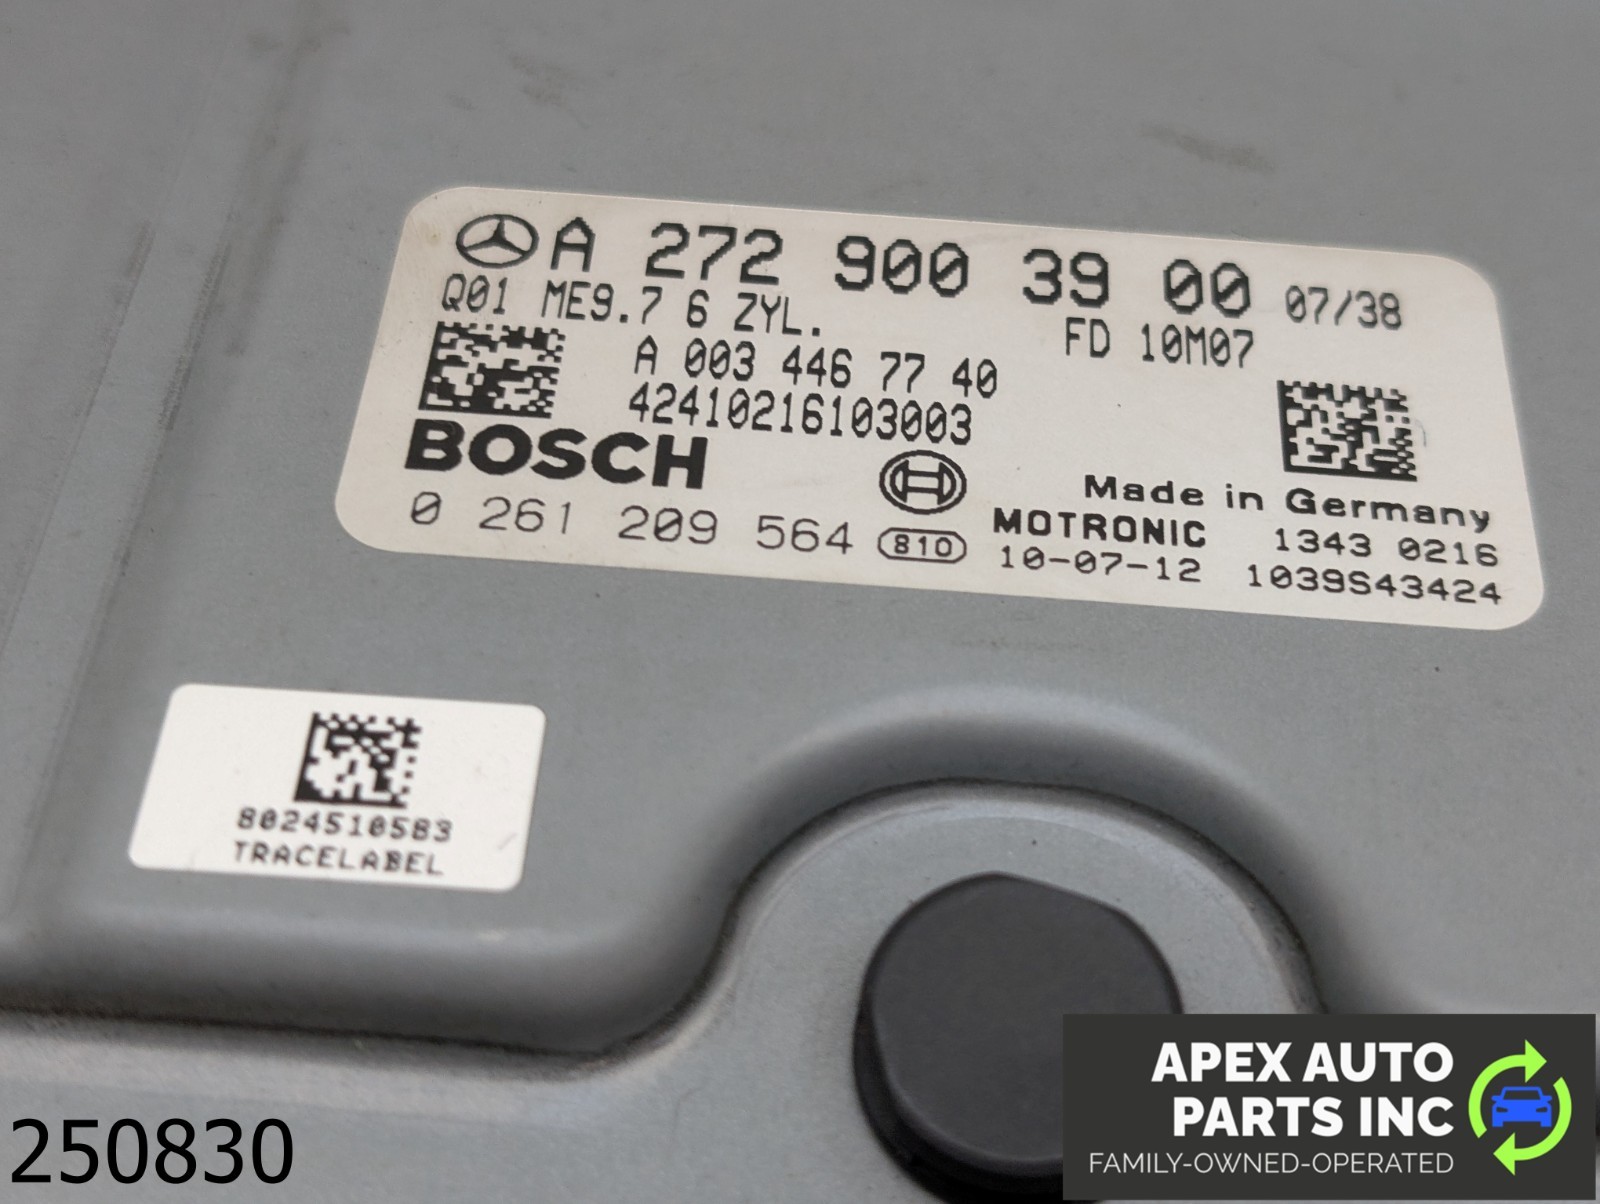 A 272 900 39 00 07/38
Q01 ME9.7 6 ZYL. FD 10M07
A 003 446 77 40
42410216103003
BOSCH
Made in Germany
0 261 209 564 810 MOTRONIC 1343 0216
10-07-12 1039S43424
8024510583
TRACELABEL
250830
APEX AUTO
PARTS INC
FAMILY-OWNED-OPERATED